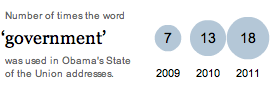 Number of times the word
‘government’
was used in Obama's State
of the Union addresses.
7 13 18
2009 2010 2011